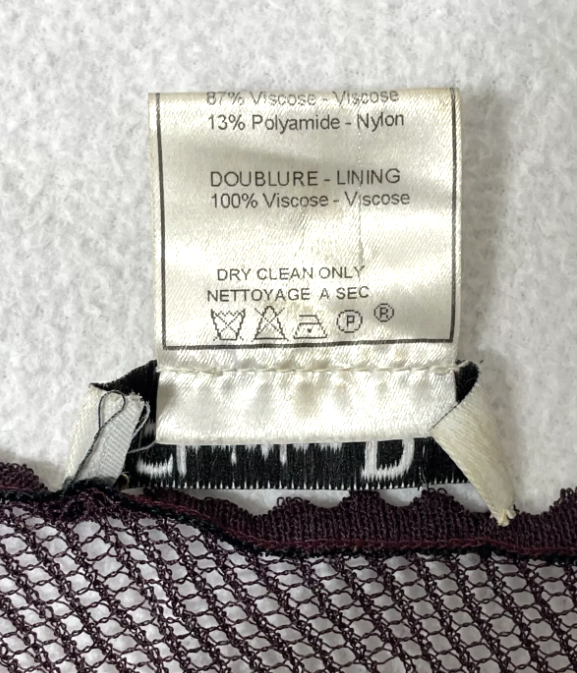 87% Viscose - Viscose
13% Polyamide - Nylon
DOUBLURE - LINING
100% Viscose - Viscose
DRY CLEAN ONLY
NETTOYAGE A SEC
P ®